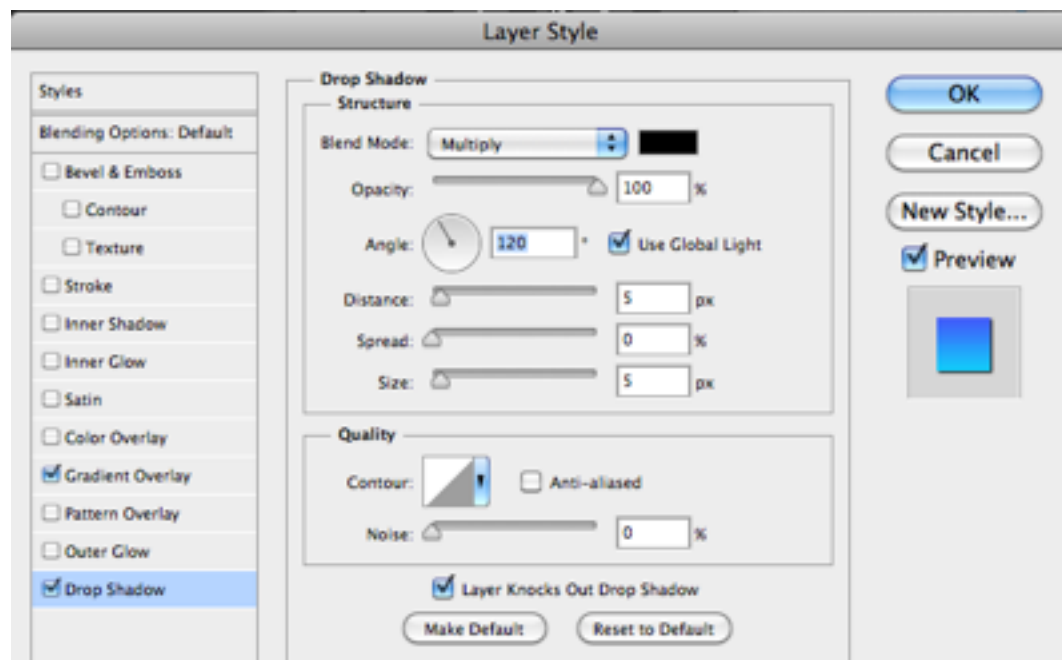 Layer Style
Styles
Blending Options: Default
Bevel & Emboss
Contour
Texture
Stroke
Inner Shadow
Inner Glow
Satin
Color Overlay
Gradient Overlay
Pattern Overlay
Outer Glow
Drop Shadow
Drop Shadow
Structure
Blend Mode: Multiply
Opacity: 100 %
Angle: 120 ° Use Global Light
Distance: 5 px
Spread: 0 %
Size: 5 px
Quality
Contour: Anti-aliased
Noise: 0 %
Layer Knocks Out Drop Shadow
Make Default Reset to Default
OK
Cancel
New Style...
Preview